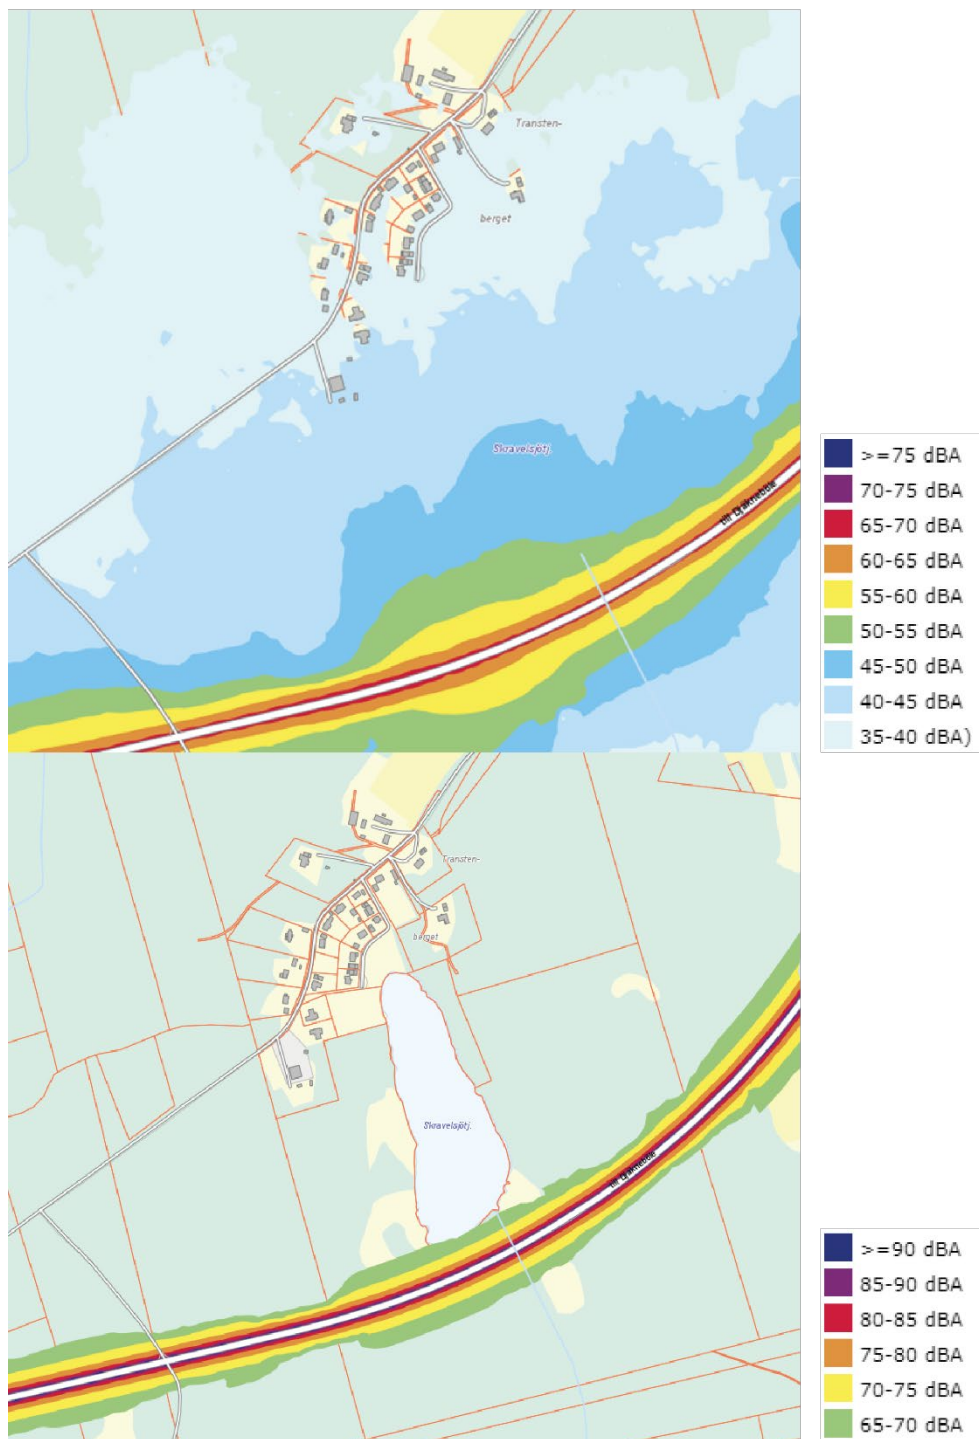 Transten-
berget
Skravelsjötj.
till Djäknebble
>=75 dBA
70-75 dBA
65-70 dBA
60-65 dBA
55-60 dBA
50-55 dBA
45-50 dBA
40-45 dBA
35-40 dBA)
Transten-
berget
Skravelsjötj.
>=90 dBA
85-90 dBA
80-85 dBA
75-80 dBA
70-75 dBA
65-70 dBA